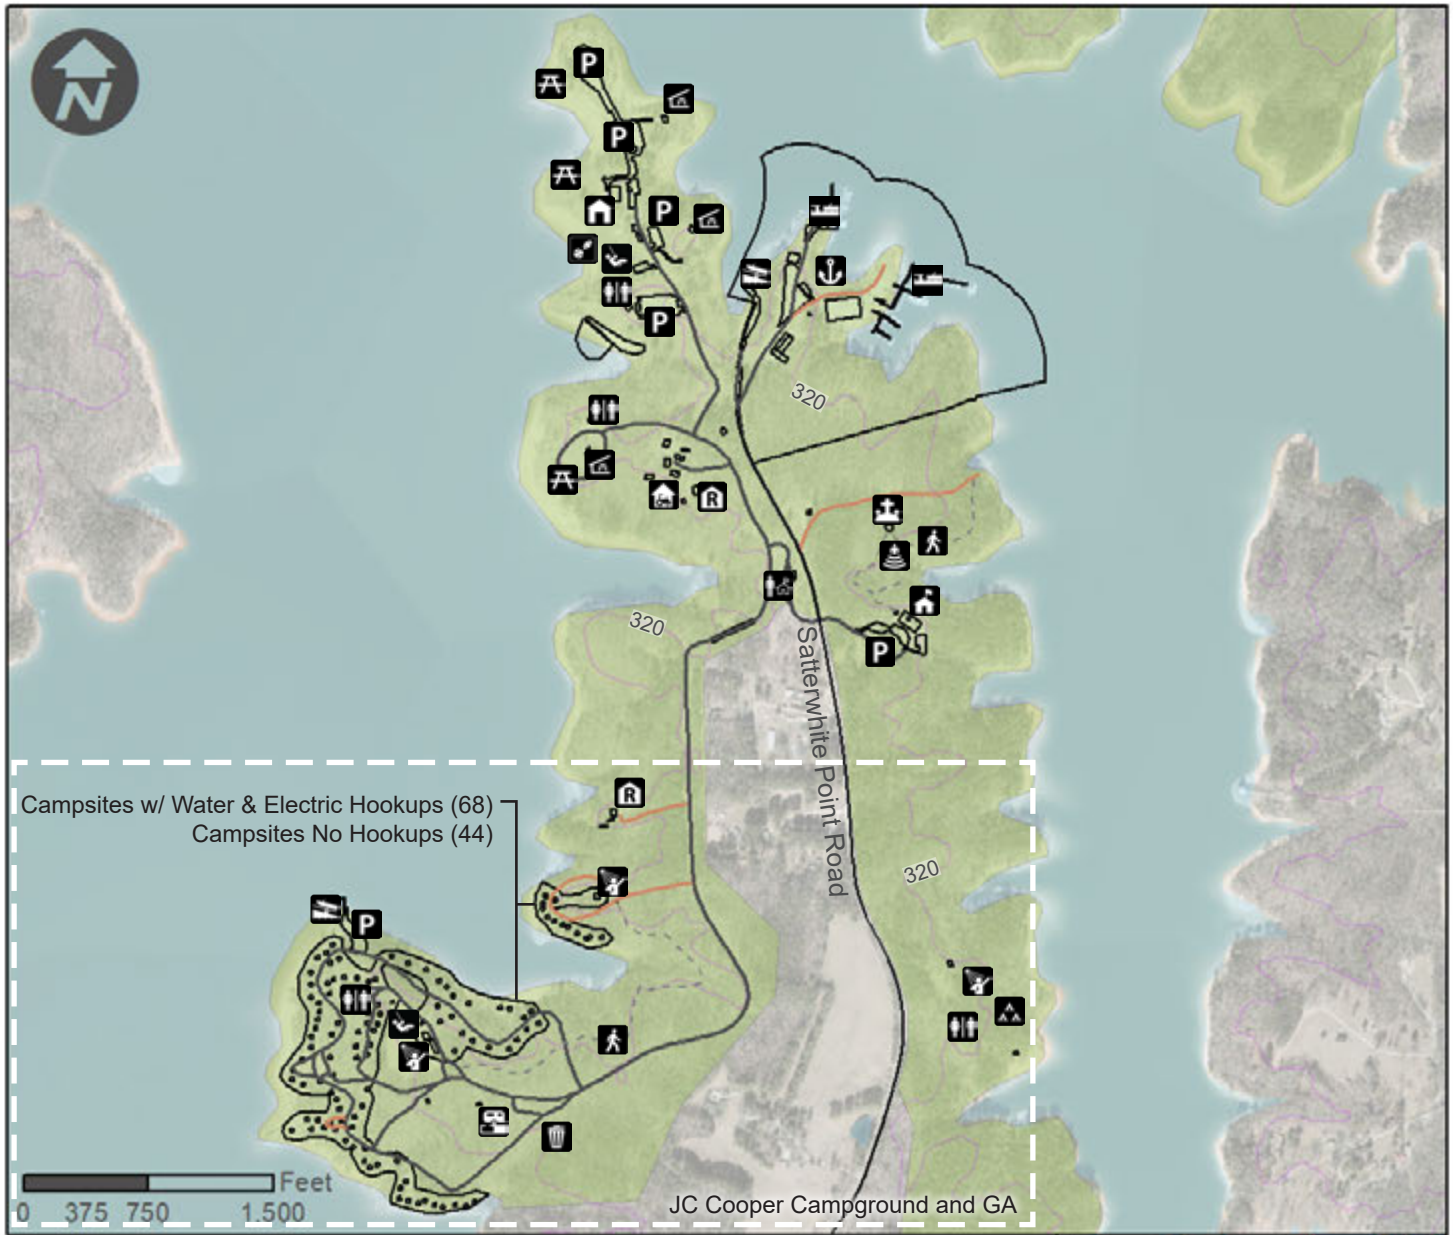 N
P
P
P
P
320
R
320
P
Satterwhite Point Road
Campsites w/ Water & Electric Hookups (68)
Campsites No Hookups (44)
R
320
P
Feet
0 375 750 1.500
JC Cooper Campground and GA